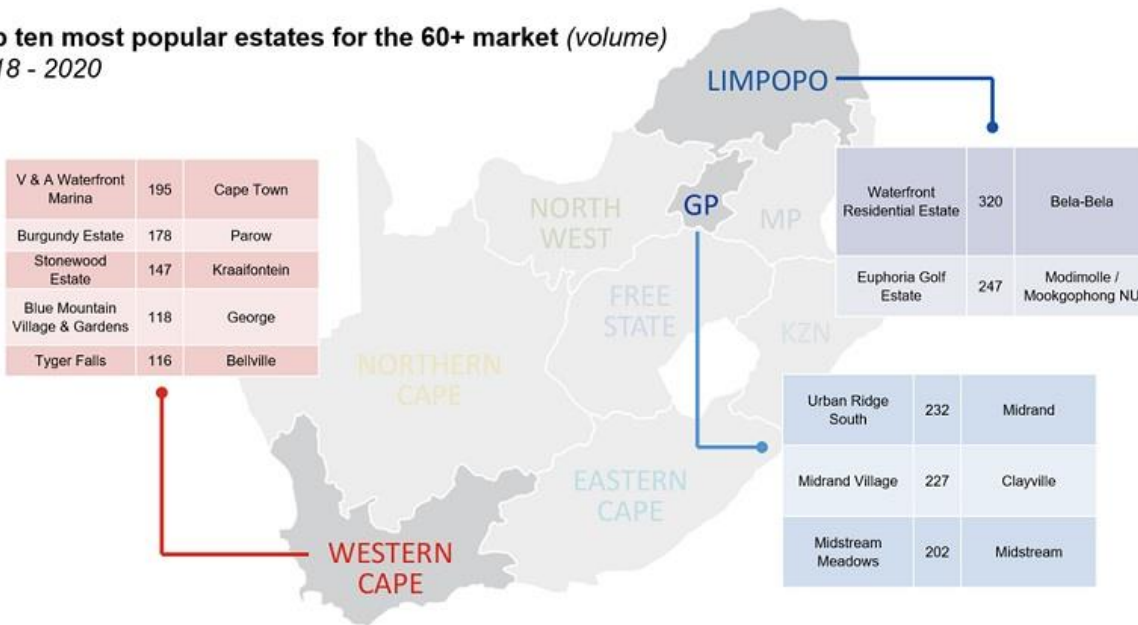 ten most popular estates for the 60+ market (volume)
18 - 2020
LIMPOPO
V & A Waterfront
Marina
195
Cape Town
Burgundy Estate
178
Parow
Stonewood
Estate
147
Kraaifontein
Blue Mountain
Village & Gardens
118
George
Tyger Falls
116
Bellville
Waterfront
Residential Estate
320
Bela-Bela
Euphoria Golf
Estate
247
Modimolle /
Mookgophong NU
NORTH
WEST
GP
MP
FREE
STATE
KZN
NORTHERN
CAPE
Urban Ridge
South
232
Midrand
Midrand Village
227
Clayville
Midstream
Meadows
202
Midstream
EASTERN
CAPE
WESTERN
CAPE